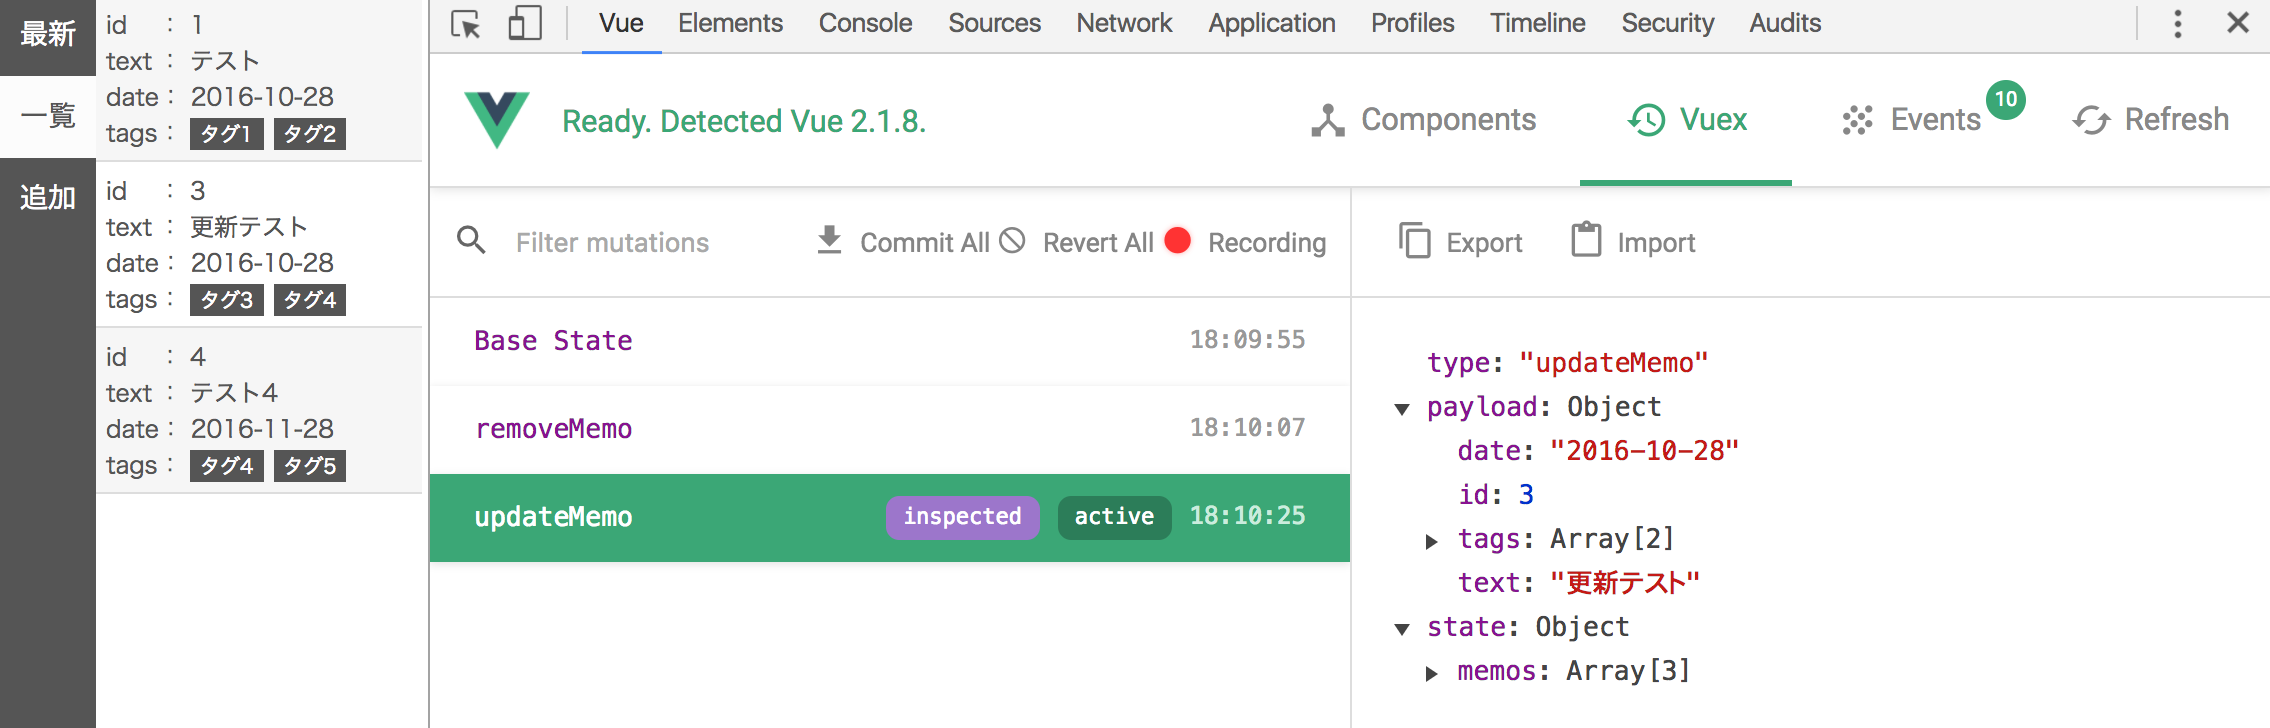 最新
一覧
追加
id : 1
text : テスト
date : 2016-10-28
tags : タグ1 タグ2
id : 3
text : 更新テスト
date : 2016-10-28
tags : タグ3 タグ4
id : 4
text : テスト4
date : 2016-11-28
tags : タグ4 タグ5
Vue Elements Console Sources Network Application Profiles Timeline Security Audits
Ready. Detected Vue 2.1.8.
Components Vuex Events 10 Refresh
Filter mutations Commit All Revert All Recording
Export Import
Base State 18:09:55
removeMemo 18:10:07
updateMemo inspected active 18:10:25
type: "updateMemo"
payload: Object
date: "2016-10-28"
id: 3
tags: Array[2]
text: "更新テスト"
state: Object
memos: Array[3]